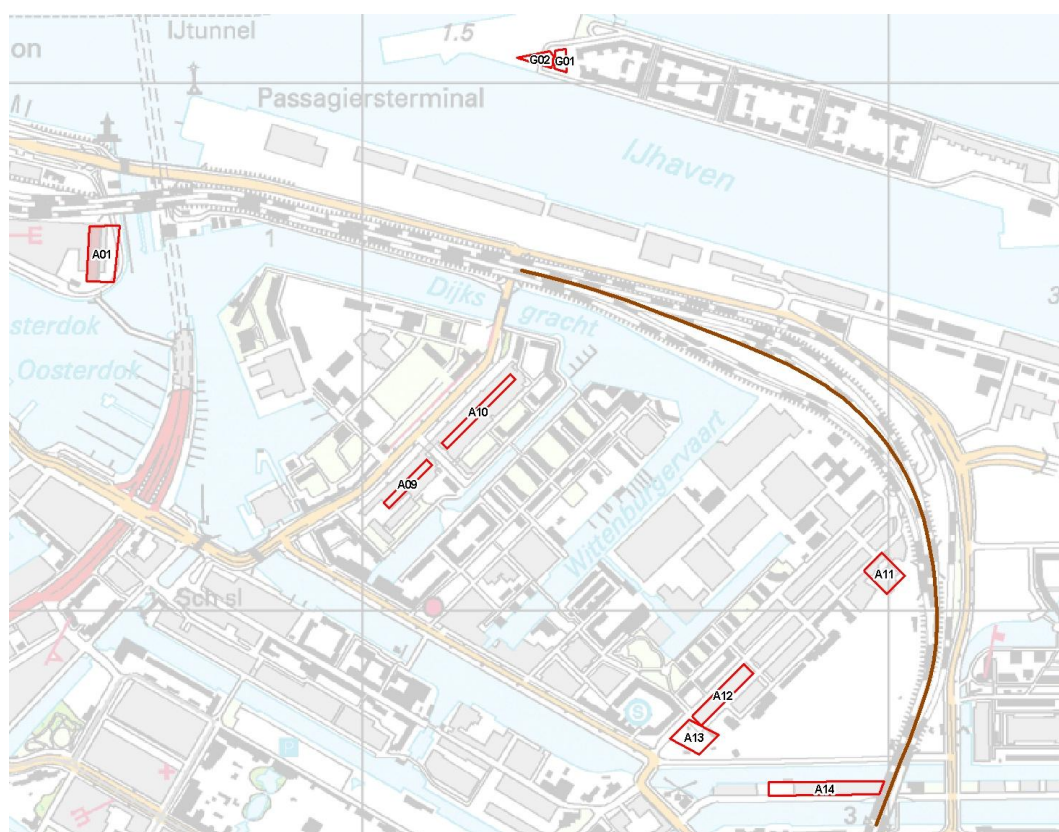 IJtunnel
1.5
G02
G01
on
Passagiersterminal
IJhaven
A01
1
3
Dijks
gracht
sterdok
Oosterdok
A10
A09
Wittenburgervaart
A11
ch sl
A12
S
A13
P
A14
3